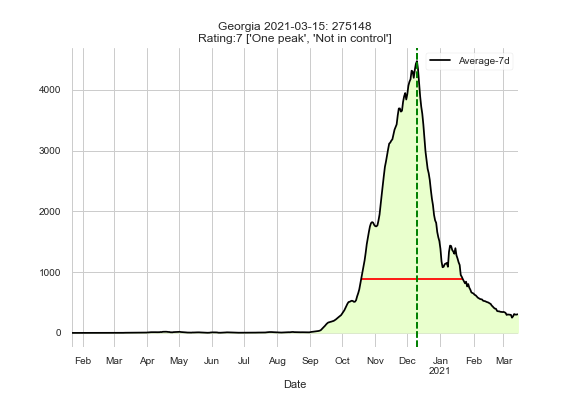 Georgia 2021-03-15: 275148
Rating:7 ['One peak', 'Not in control']
Average-7d
4000
3000
2000
1000
0
Feb Mar Apr May Jun Jul Aug Sep Oct Nov Dec Jan Feb Mar
2021
Date